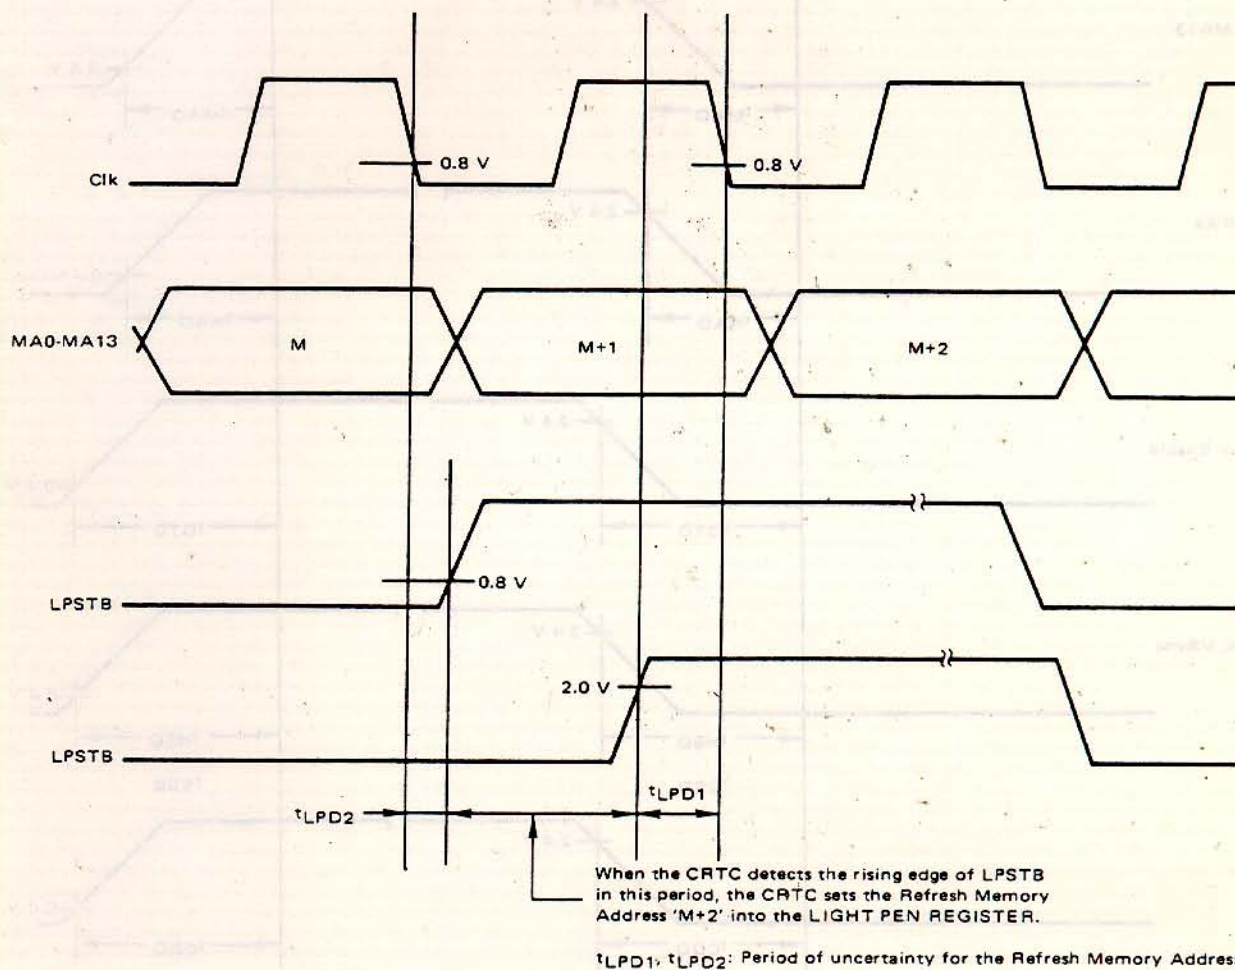 0.8 V
0.8 V
Clk
MA0-MA13
M
M+1
M+2
0.8 V
LPSTB
2.0 V
LPSTB
tLPD2
tLPD1
When the CRTC detects the rising edge of LPSTB
in this period, the CRTC sets the Refresh Memory
Address 'M+2' into the LIGHT PEN REGISTER.
tLPD1, tLPD2: Period of uncertainty for the Refresh Memory